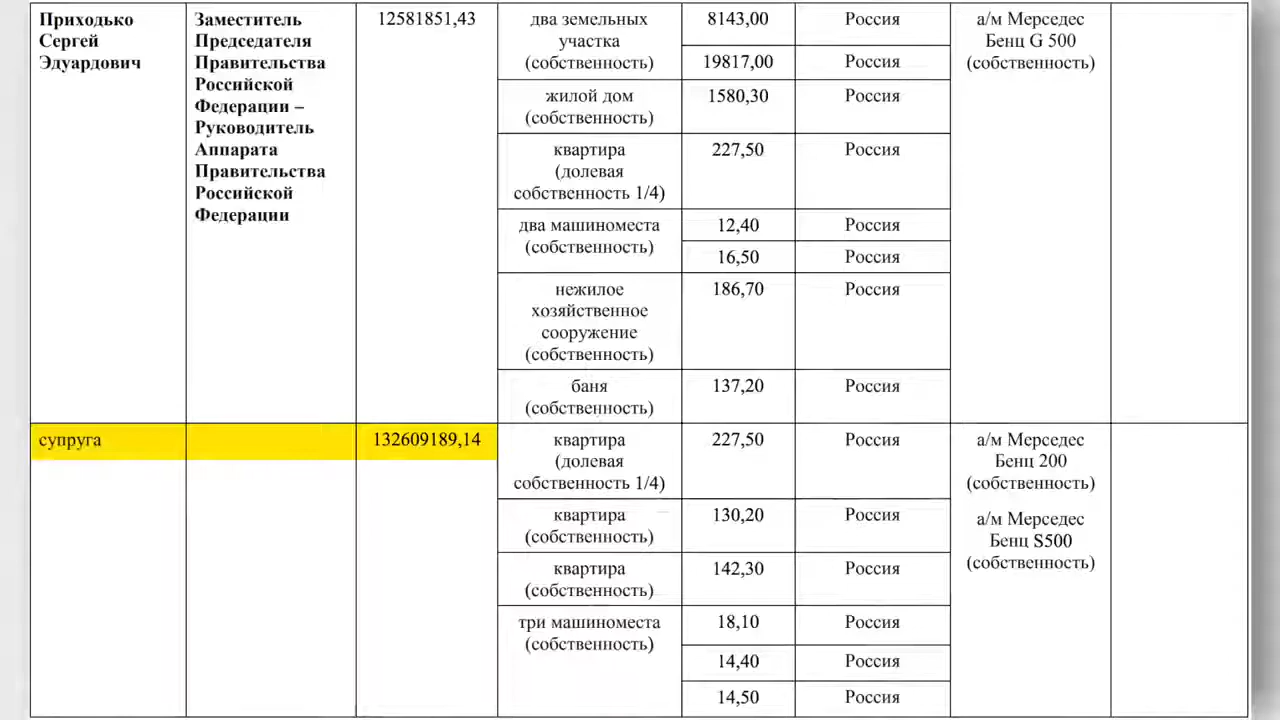 Приходько
Сергей
Эдуардович
Заместитель
Председателя
Правительства
Российской
Федерации –
Руководитель
Аппарата
Правительства
Российской
Федерации
12581851,43
два земельных
участка
(собственность)
8143,00
Россия
19817,00
Россия
жилой дом
(собственность)
1580,30
Россия
квартира
(долевая
собственность 1/4)
227,50
Россия
два машиноместа
(собственность)
12,40
Россия
16,50
Россия
нежилое
хозяйственное
сооружение
(собственность)
186,70
Россия
баня
(собственность)
137,20
Россия
а/м Мерседес
Бенц G 500
(собственность)
супруга
132609189,14
квартира
(долевая
собственность 1/4)
227,50
Россия
квартира
(собственность)
130,20
Россия
квартира
(собственность)
142,30
Россия
три машиноместа
(собственность)
18,10
Россия
14,40
Россия
14,50
Россия
а/м Мерседес
Бенц 200
(собственность)
а/м Мерседес
Бенц S500
(собственность)